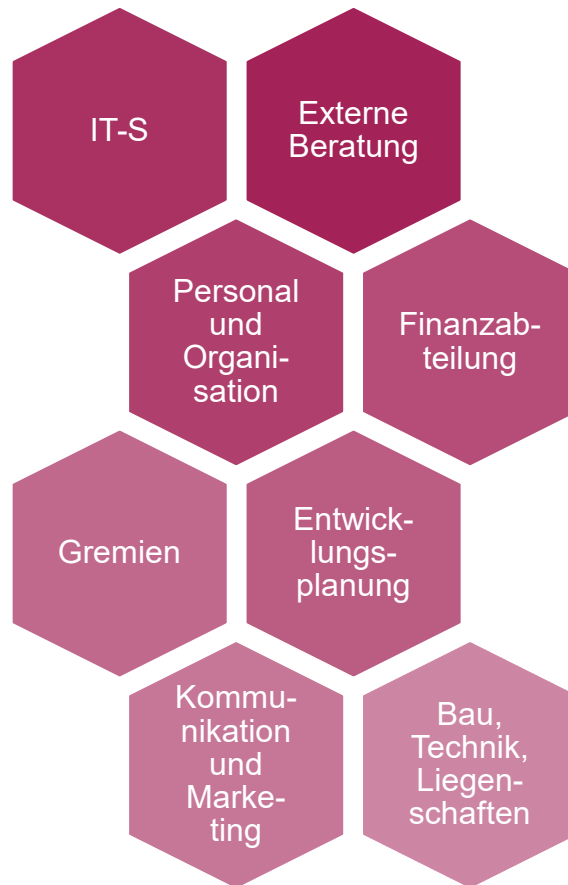 IT-S
Externe
Beratung
Personal
und
Organi-
sation
Finanzab-
teilung
Gremien
Entwick-
lungs-
planung
Kommu-
nikation
und
Marke-
ting
Bau,
Technik,
Liegen-
schaften